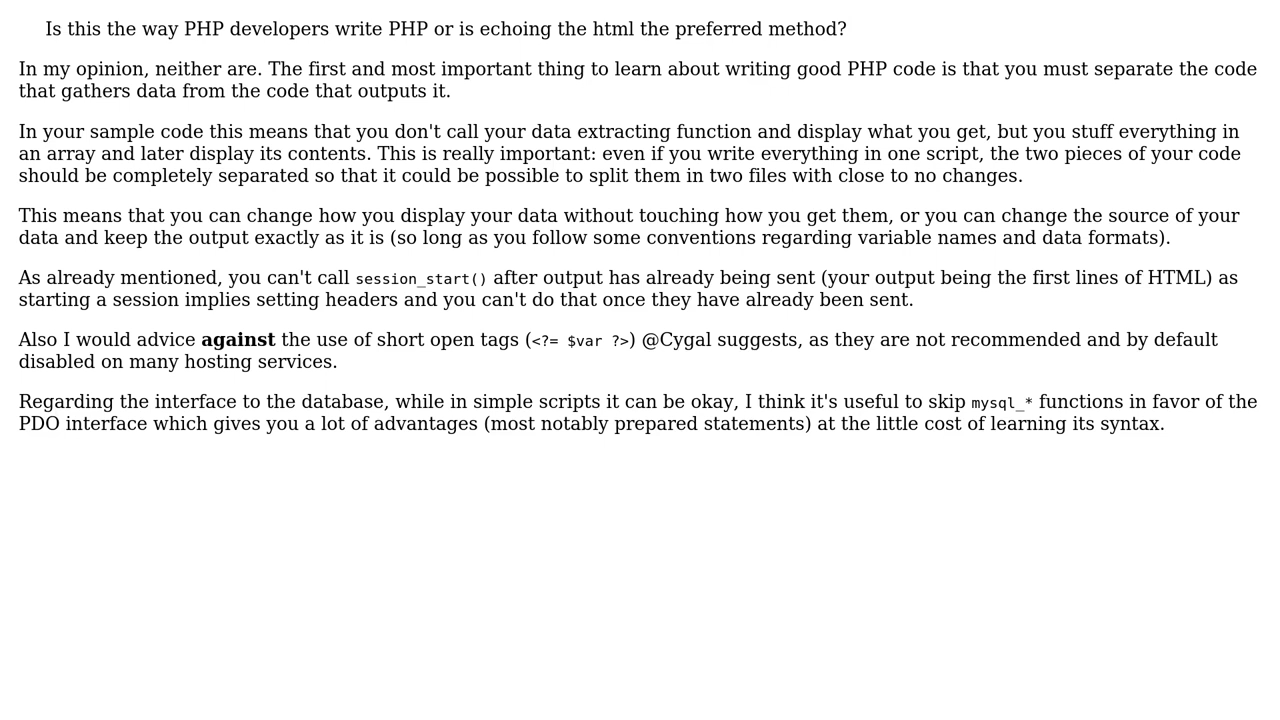 Is this the way PHP developers write PHP or is echoing the html the preferred method?
In my opinion, neither are. The first and most important thing to learn about writing good PHP code is that you must separate the code
that gathers data from the code that outputs it.
In your sample code this means that you don't call your data extracting function and display what you get, but you stuff everything in
an array and later display its contents. This is really important: even if you write everything in one script, the two pieces of your code
should be completely separated so that it could be possible to split them in two files with close to no changes.
This means that you can change how you display your data without touching how you get them, or you can change the source of your
data and keep the output exactly as it is (so long as you follow some conventions regarding variable names and data formats).
As already mentioned, you can't call session_start() after output has already being sent (your output being the first lines of HTML) as
starting a session implies setting headers and you can't do that once they have already been sent.
Also I would advice against the use of short open tags (<?= $var ?>) @Cygal suggests, as they are not recommended and by default
disabled on many hosting services.
Regarding the interface to the database, while in simple scripts it can be okay, I think it's useful to skip mysql_* functions in favor of the
PDO interface which gives you a lot of advantages (most notably prepared statements) at the little cost of learning its syntax.